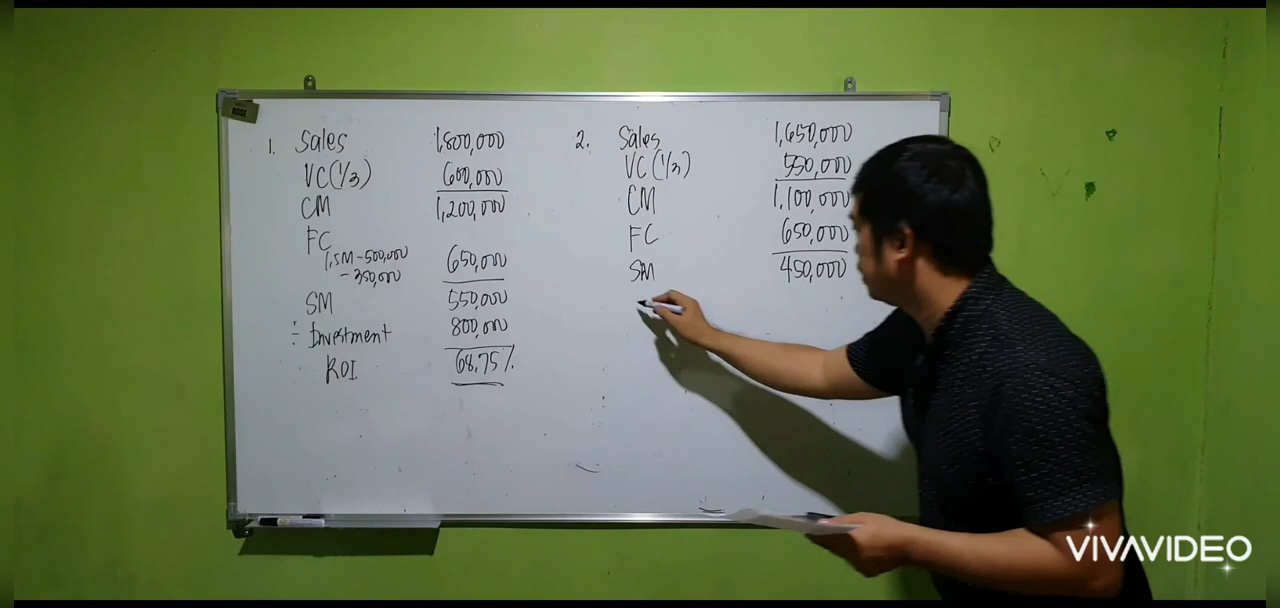 ROSE
1. Sales 1,800,000
VC (1/3) 600,000
CM 1,200,000
FC
1.5M - 500,000 650,000
- 350,000
SM 550,000
÷ Investment 800,000
ROI 68.75%
2. Sales 1,650,000
VC (1/3) 550,000
CM 1,100,000
FC 650,000
SM 450,000
VIVAVIDEO